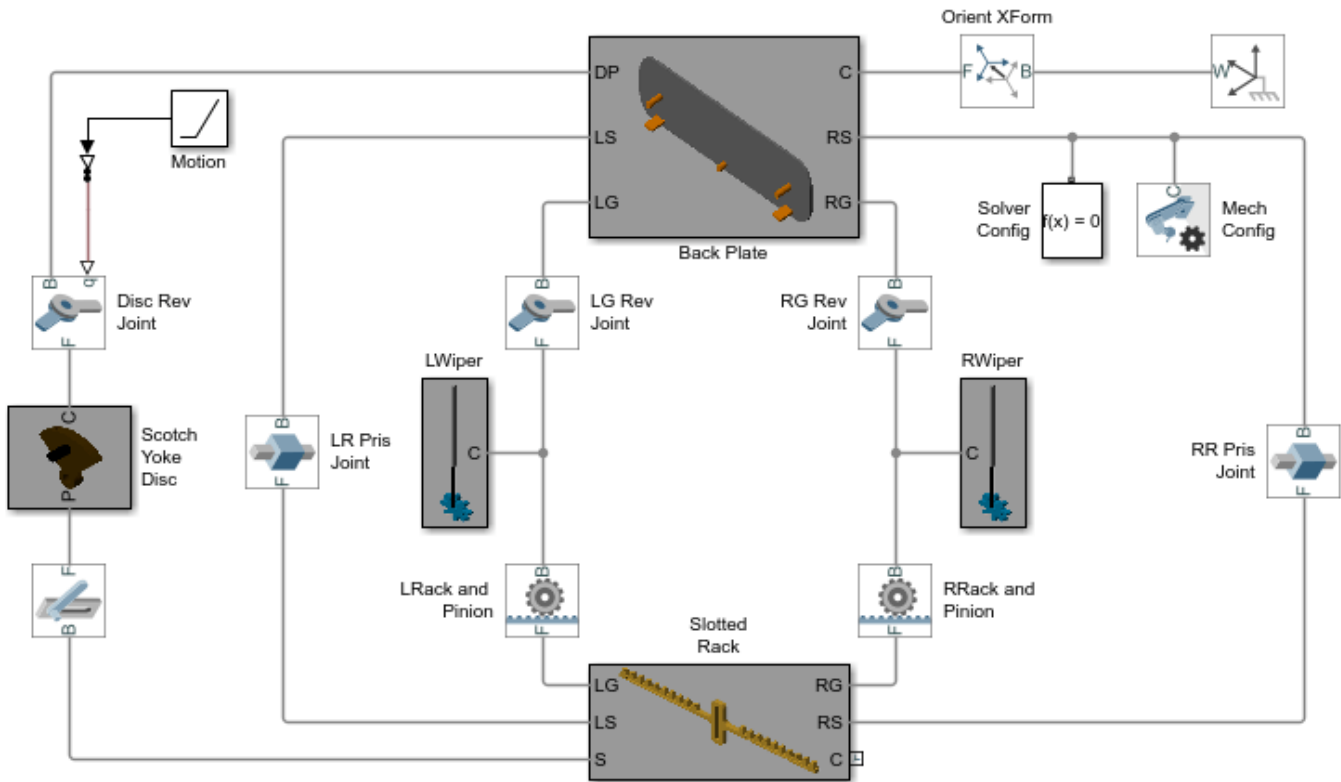 Orient XForm
DP
C
F
B
W
Motion
LS
RS
LG
RG
Solver
Config
f(x) = 0
C
Mech
Config
Back Plate
B
q
Disc Rev
Joint
F
B
LG Rev
Joint
F
RG Rev
Joint
B
F
LWiper
C
RWiper
C
C
Scotch
Yoke
Disc
P
B
LR Pris
Joint
F
RR Pris
Joint
B
F
F
B
LRack and
Pinion
B
F
B
F
RRack and
Pinion
Slotted
Rack
LG
RG
LS
RS
S
C